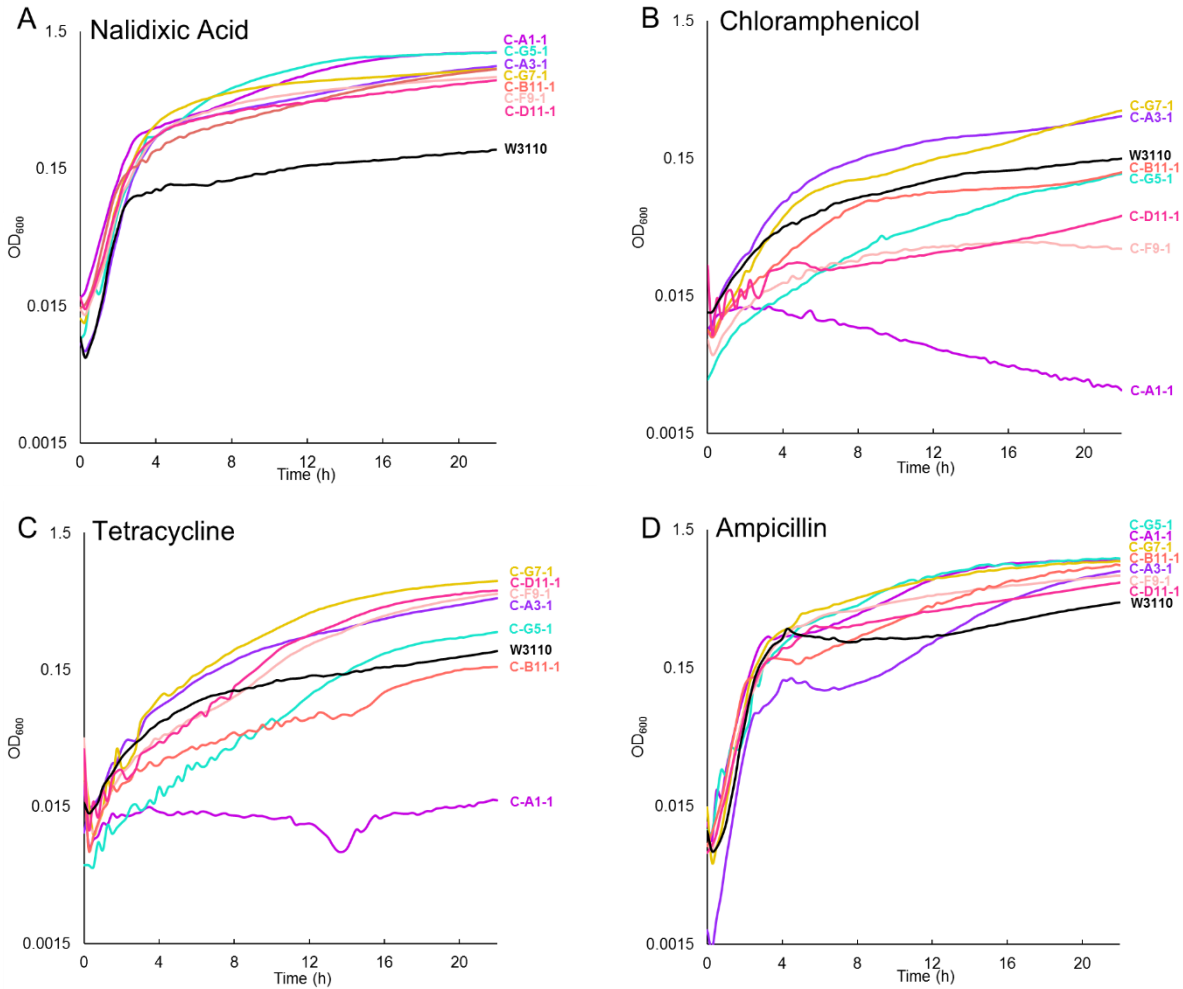 A
Nalidixic Acid
1.5
0.15
0.015
0.0015
OD600
0 4 8 12 16 20
Time (h)
C-A1-1
C-G5-1
C-A3-1
C-G7-1
C-B11-1
C-F9-1
C-D11-1
W3110
B
Chloramphenicol
1.5
0.15
0.015
0.0015
OD600
0 4 8 12 16 20
Time (h)
C-G7-1
C-A3-1
W3110
C-B11-1
C-G5-1
C-D11-1
C-F9-1
C-A1-1
C
Tetracycline
1.5
0.15
0.015
0.0015
OD600
0 4 8 12 16 20
Time (h)
C-G7-1
C-D11-1
C-F9-1
C-A3-1
C-G5-1
W3110
C-B11-1
C-A1-1
D
Ampicillin
1.5
0.15
0.015
0.0015
OD600
0 4 8 12 16 20
Time (h)
C-G5-1
C-A1-1
C-G7-1
C-B11-1
C-A3-1
C-F9-1
C-D11-1
W3110